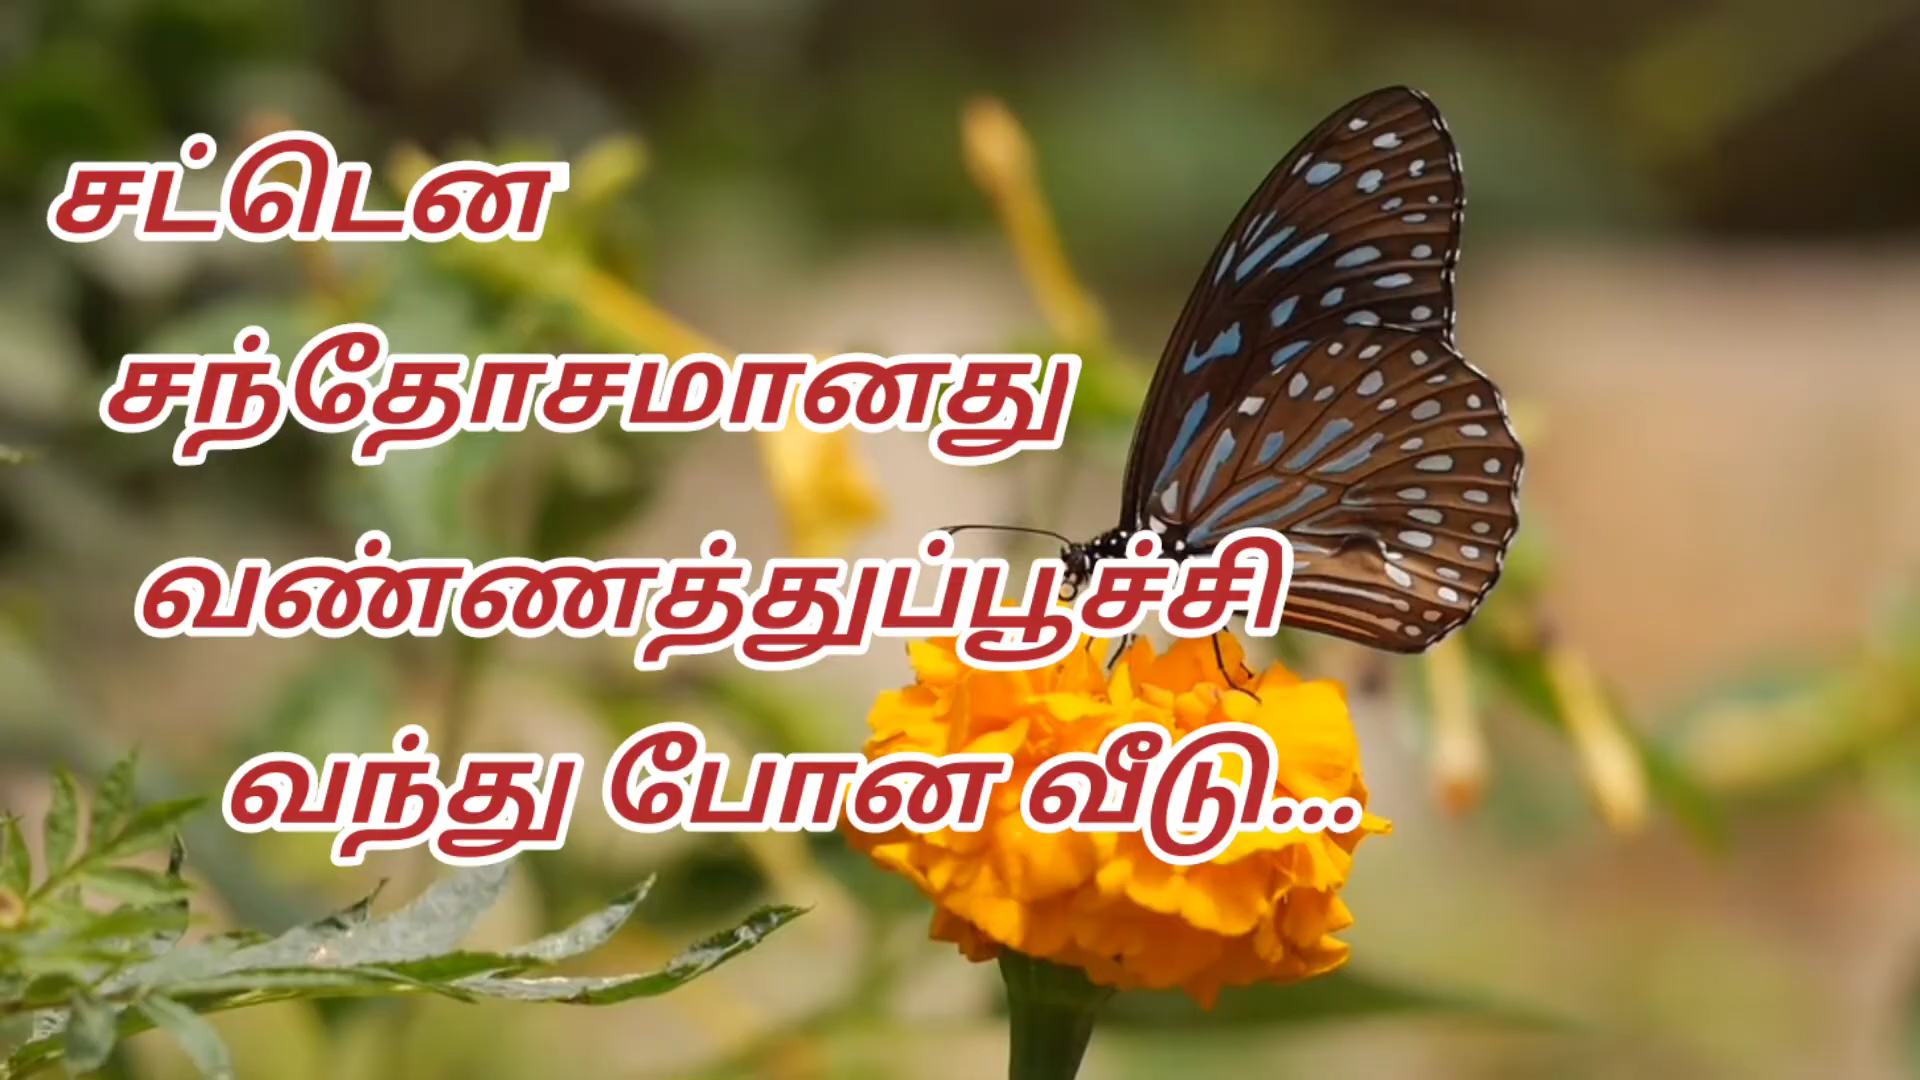 சட்டென
சந்தோசமானது
வண்ணத்துப்பூச்சி
வந்து போன வீடு...